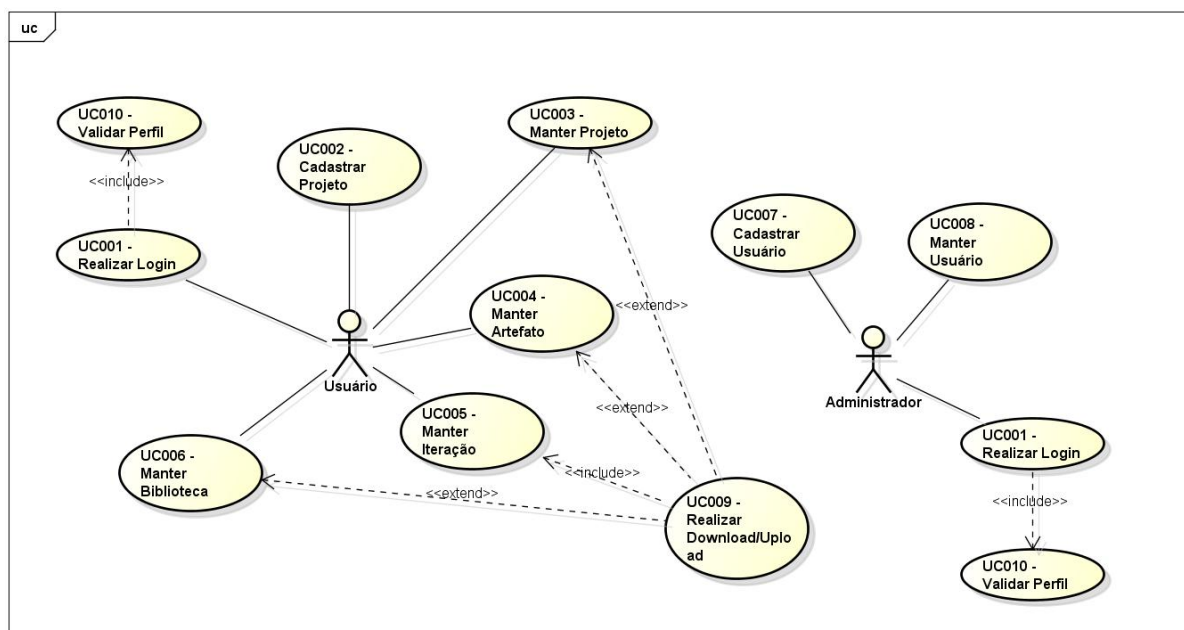 uc
UC010 -
Validar Perfil
<<include>>
UC001 -
Realizar Login
UC002 -
Cadastrar
Projeto
UC003 -
Manter Projeto
<<extend>>
UC004 -
Manter
Artefato
<<extend>>
Usuário
UC005 -
Manter
Iteração
<<include>>
UC006 -
Manter
Biblioteca
<<extend>>
UC009 -
Realizar
Download/Uplo
ad
UC007 -
Cadastrar
Usuário
UC008 -
Manter
Usuário
Administrador
UC001 -
Realizar Login
<<include>>
UC010 -
Validar Perfil